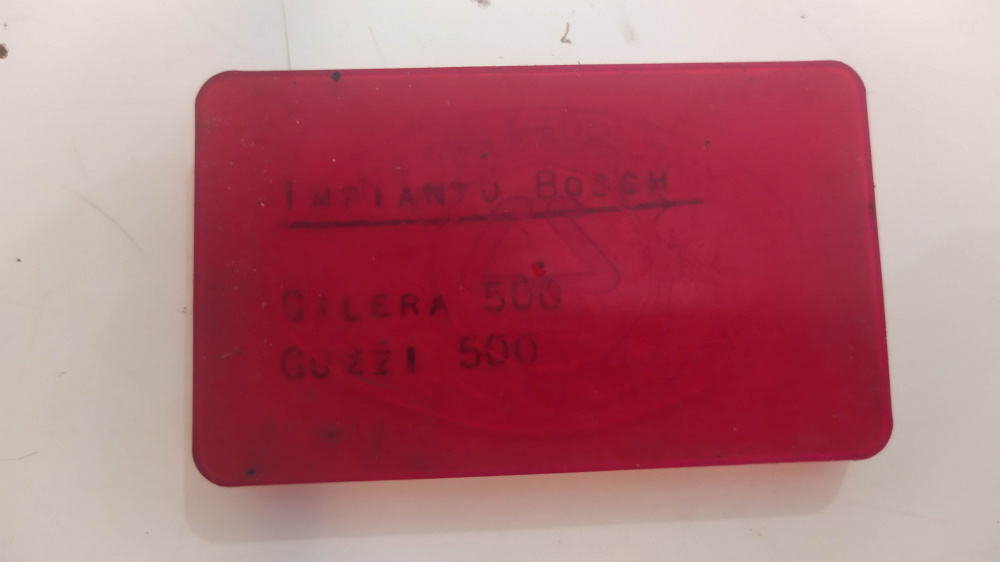 IMPIANTO BOSCH
GILERA 500
GUZZI 500